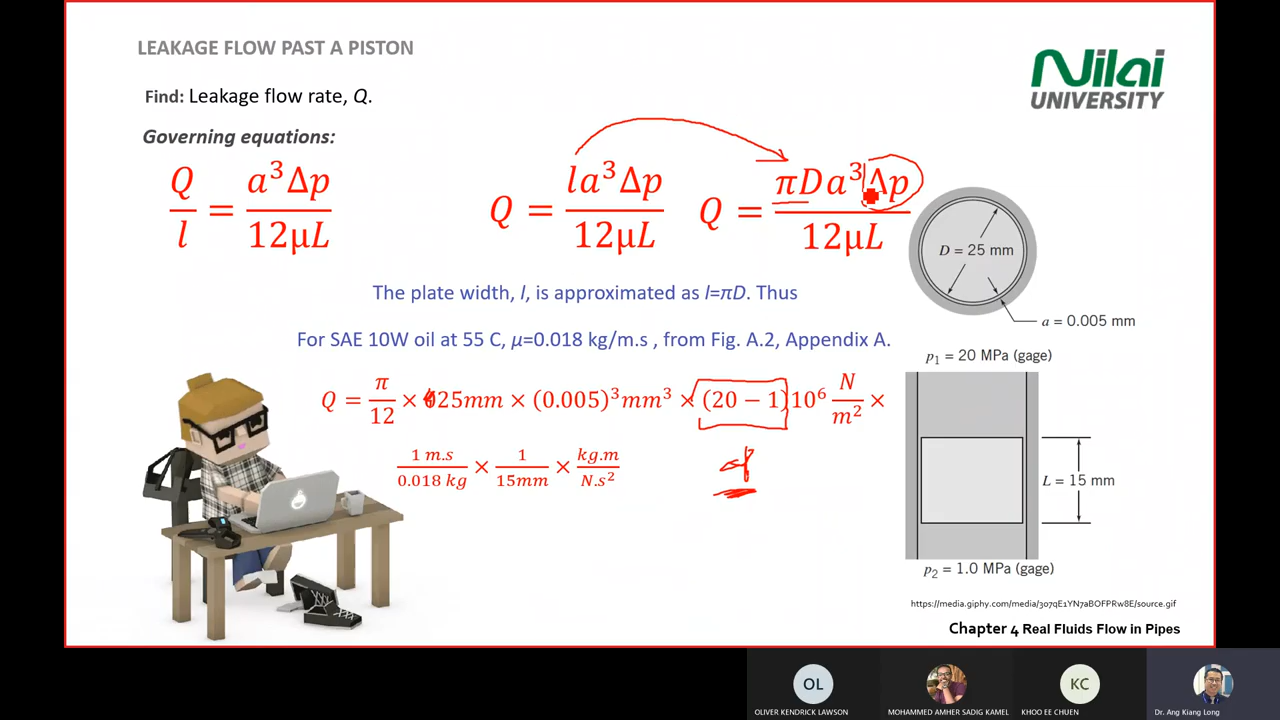 LEAKAGE FLOW PAST A PISTON
Nilai
UNIVERSITY
Find: Leakage flow rate, Q.
Governing equations:
Q/l = a³Δp/12μL
Q = la³Δp/12μL
Q = πDa³Δp/12μL
D = 25 mm
a = 0.005 mm
The plate width, l, is approximated as l=πD. Thus
For SAE 10W oil at 55 C, μ=0.018 kg/m.s , from Fig. A.2, Appendix A.
p₁ = 20 MPa (gage)
Q = π/12 × 025mm × (0.005)³mm³ × (20 − 1)10⁶ N/m² ×
1 m.s/0.018 kg × 1/15mm × kg.m/N.s²
L = 15 mm
p₂ = 1.0 MPa (gage)
https://media.giphy.com/media/3o7qE1YN7aBOFPRw8E/source.gif
Chapter 4 Real Fluids Flow in Pipes
OL
KC
OLIVER KENDRICK LAWSON
MOHAMMED AMHER SADIG KAMEL
KHOO EE CHUEN
Dr. Ang Kiang Long